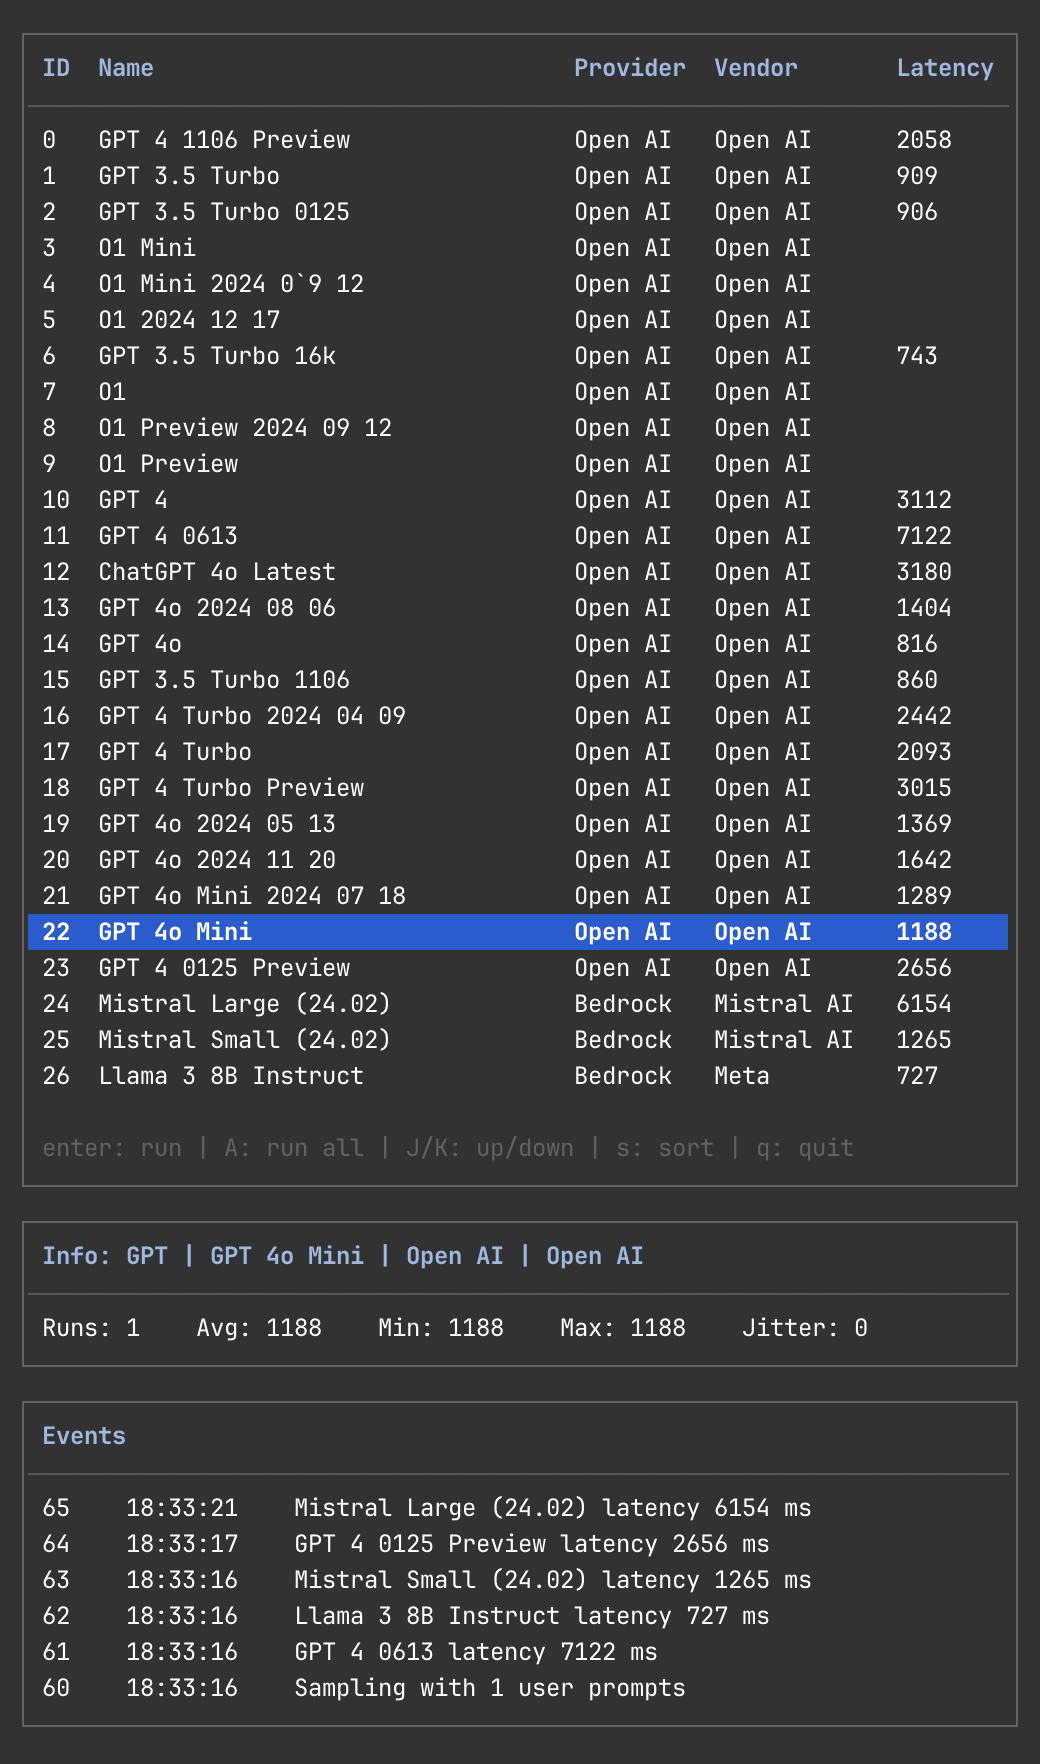 ID Name Provider Vendor Latency
0 GPT 4 1106 Preview Open AI Open AI 2058
1 GPT 3.5 Turbo Open AI Open AI 909
2 GPT 3.5 Turbo 0125 Open AI Open AI 906
3 O1 Mini Open AI Open AI
4 O1 Mini 2024 0`9 12 Open AI Open AI
5 O1 2024 12 17 Open AI Open AI
6 GPT 3.5 Turbo 16k Open AI Open AI 743
7 O1 Open AI Open AI
8 O1 Preview 2024 09 12 Open AI Open AI
9 O1 Preview Open AI Open AI
10 GPT 4 Open AI Open AI 3112
11 GPT 4 0613 Open AI Open AI 7122
12 ChatGPT 4o Latest Open AI Open AI 3180
13 GPT 4o 2024 08 06 Open AI Open AI 1404
14 GPT 4o Open AI Open AI 816
15 GPT 3.5 Turbo 1106 Open AI Open AI 860
16 GPT 4 Turbo 2024 04 09 Open AI Open AI 2442
17 GPT 4 Turbo Open AI Open AI 2093
18 GPT 4 Turbo Preview Open AI Open AI 3015
19 GPT 4o 2024 05 13 Open AI Open AI 1369
20 GPT 4o 2024 11 20 Open AI Open AI 1642
21 GPT 4o Mini 2024 07 18 Open AI Open AI 1289
22 GPT 4o Mini Open AI Open AI 1188
23 GPT 4 0125 Preview Open AI Open AI 2656
24 Mistral Large (24.02) Bedrock Mistral AI 6154
25 Mistral Small (24.02) Bedrock Mistral AI 1265
26 Llama 3 8B Instruct Bedrock Meta 727
enter: run | A: run all | J/K: up/down | s: sort | q: quit
Info: GPT | GPT 4o Mini | Open AI | Open AI
Runs: 1 Avg: 1188 Min: 1188 Max: 1188 Jitter: 0
Events
65 18:33:21 Mistral Large (24.02) latency 6154 ms
64 18:33:17 GPT 4 0125 Preview latency 2656 ms
63 18:33:16 Mistral Small (24.02) latency 1265 ms
62 18:33:16 Llama 3 8B Instruct latency 727 ms
61 18:33:16 GPT 4 0613 latency 7122 ms
60 18:33:16 Sampling with 1 user prompts